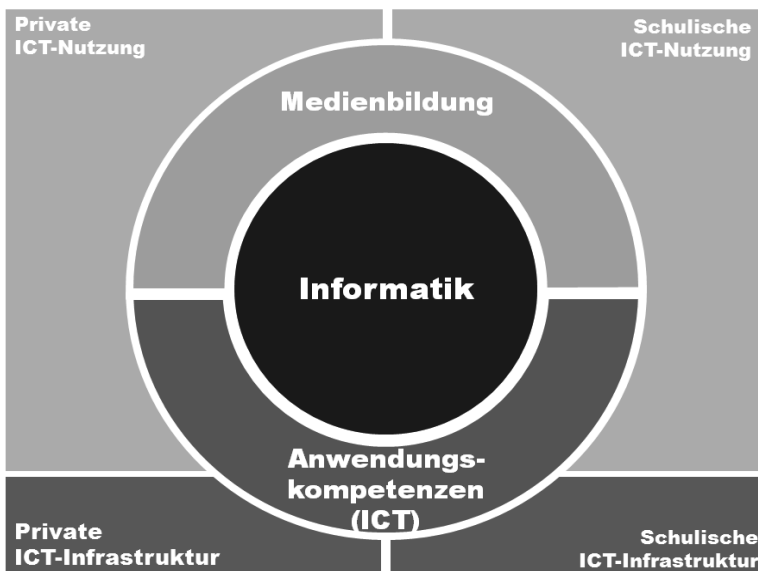 Private
ICT-Nutzung
Schulische
ICT-Nutzung
Medienbildung
Informatik
Anwendungs-
kompetenzen
(ICT)
Private
ICT-Infrastruktur
Schulische
ICT-Infrastruktur